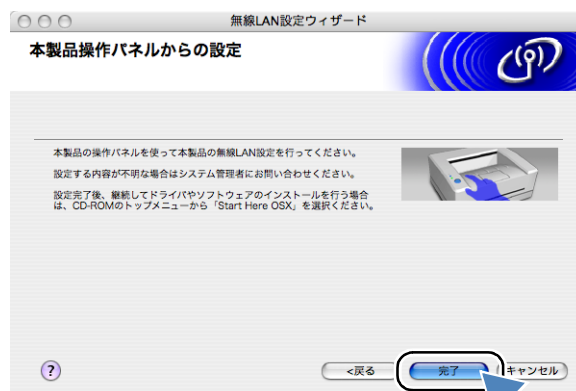 無線LAN設定ウィザード
本製品操作パネルからの設定
本製品の操作パネルを使って本製品の無線LAN設定を行ってください。
設定する内容が不明な場合はシステム管理者にお問い合わせください。
設定完了後、継続してドライバやソフトウェアのインストールを行う場合
は、CD-ROMのトップメニューから「Start Here OSX」を選択ください。
?
<戻る
完了
キャンセル